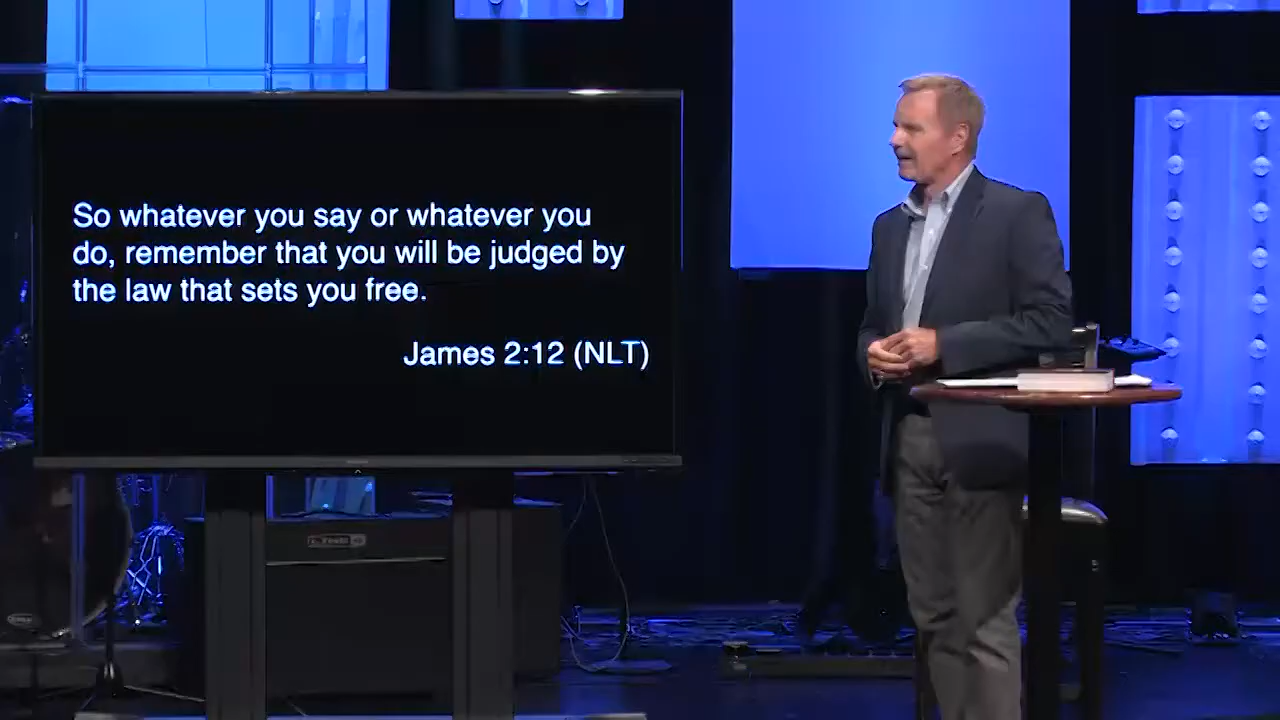 So whatever you say or whatever you
do, remember that you will be judged by
the law that sets you free.
James 2:12 (NLT)